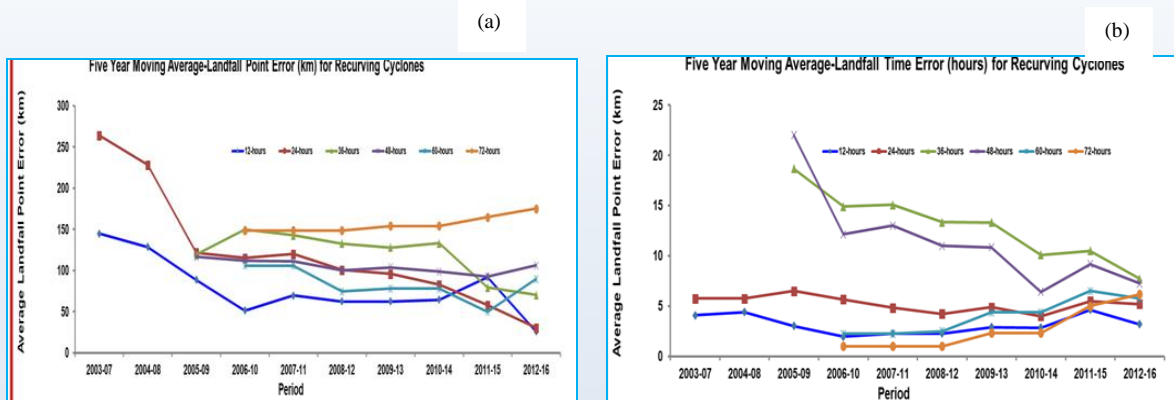 (a)
Five Year Moving Average-Landfall Point Error (km) for Recurving Cyclones
Average Landfall Point Error (km)
300
250
200
150
100
50
0
12-hours 24-hours 36-hours 48-hours 60-hours 72-hours
2003-07 2004-08 2005-09 2006-10 2007-11 2008-12 2009-13 2010-14 2011-15 2012-16
Period
(b)
Five Year Moving Average-Landfall Time Error (hours) for Recurving Cyclones
Average Landfall Point Error (km)
25
20
15
10
5
0
12-hours 24-hours 36-hours 48-hours 60-hours 72-hours
2003-07 2004-08 2005-09 2006-10 2007-11 2008-12 2009-13 2010-14 2011-15 2012-16
Period